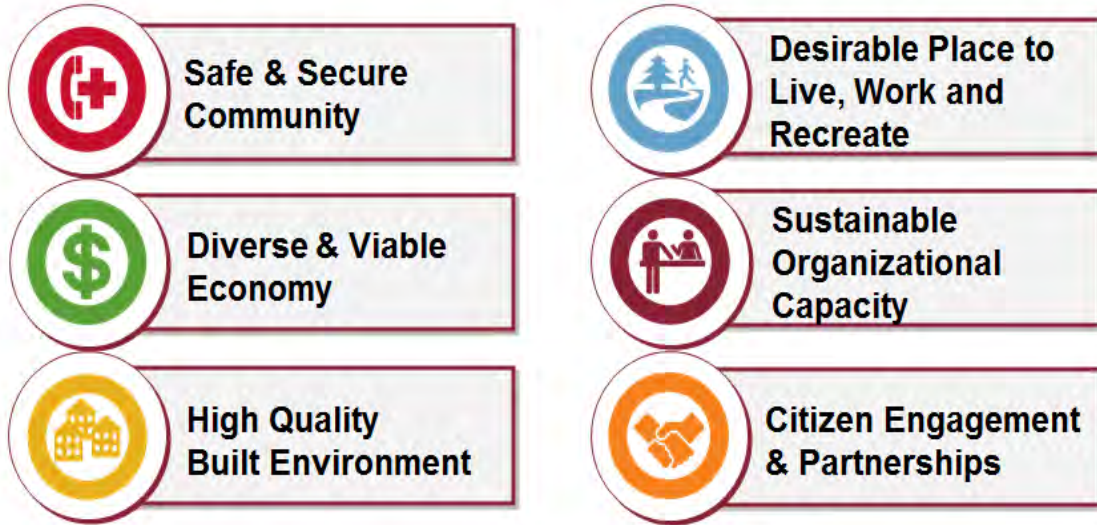 Safe & Secure
Community
Diverse & Viable
Economy
High Quality
Built Environment
Desirable Place to
Live, Work and
Recreate
Sustainable
Organizational
Capacity
Citizen Engagement
& Partnerships